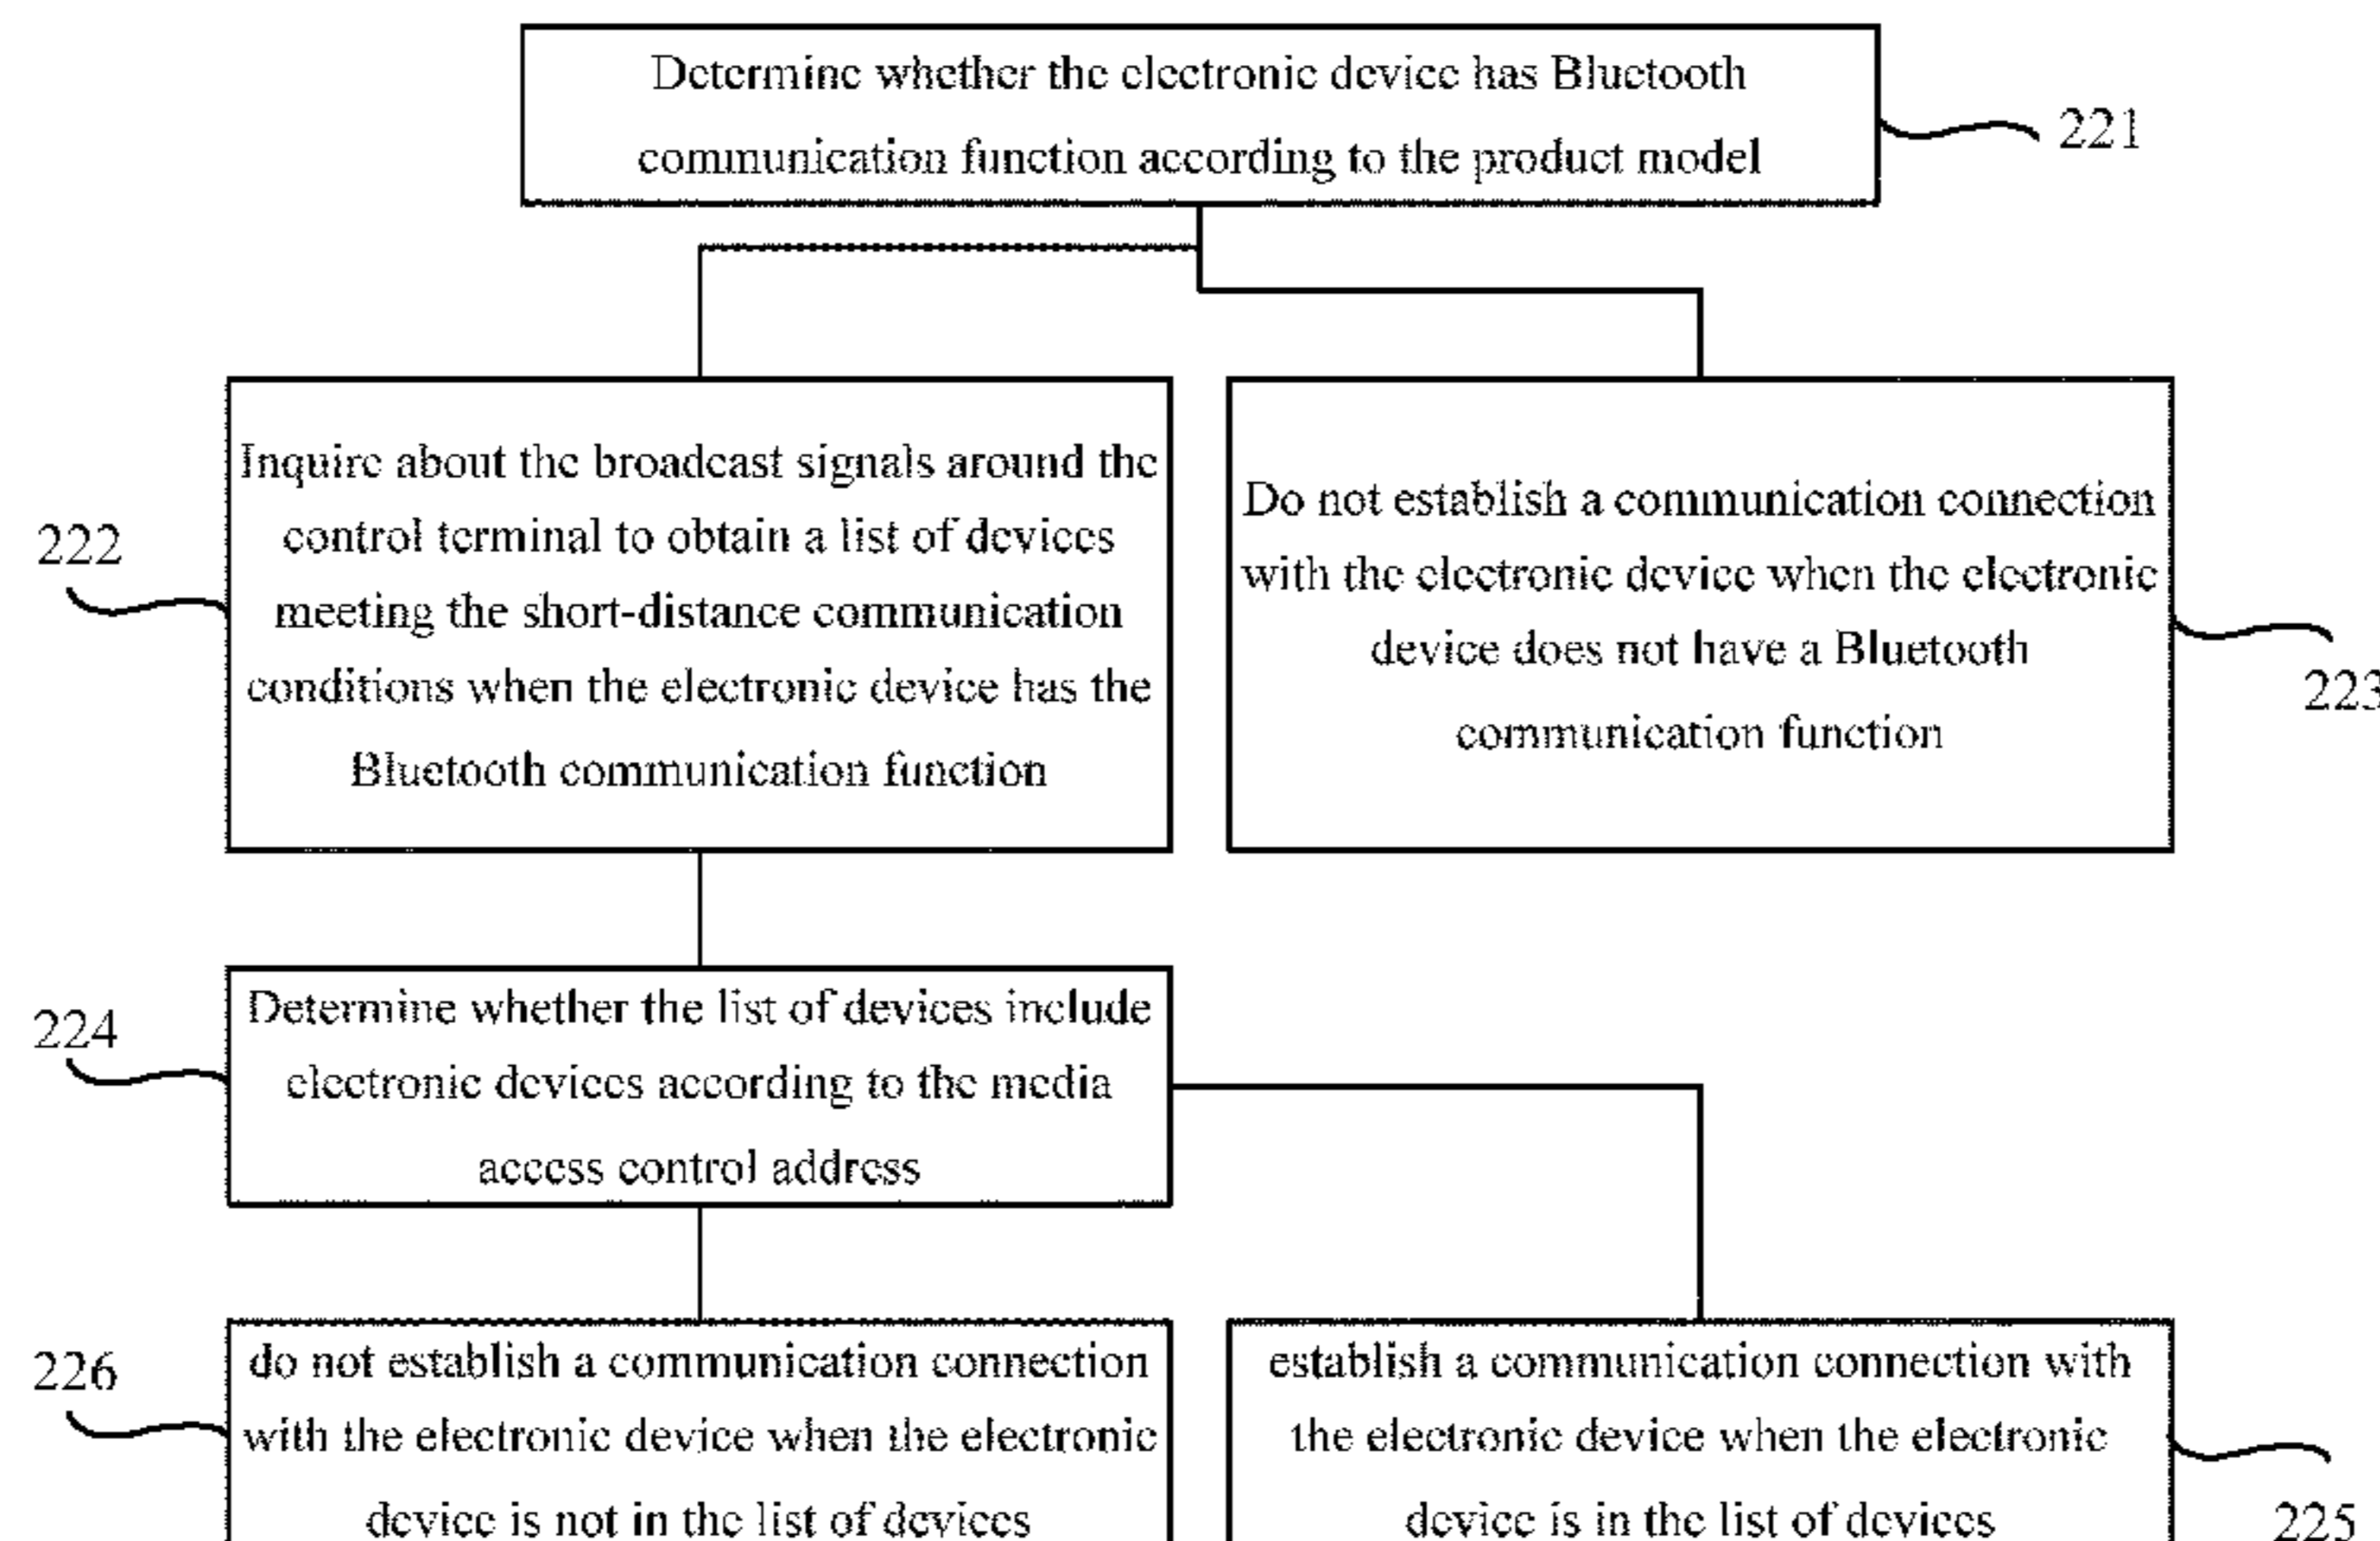 Determine whether the electronic device has Bluetooth
communication function according to the product model
221
Inquire about the broadcast signals around the
control terminal to obtain a list of devices
meeting the short-distance communication
conditions when the electronic device has the
Bluetooth communication function
222
Do not establish a communication connection
with the electronic device when the electronic
device does not have a Bluetooth
communication function
223
Determine whether the list of devices include
electronic devices according to the media
access control address
224
do not establish a communication connection
with the electronic device when the electronic
device is not in the list of devices
226
establish a communication connection with
the electronic device when the electronic
device is in the list of devices
225